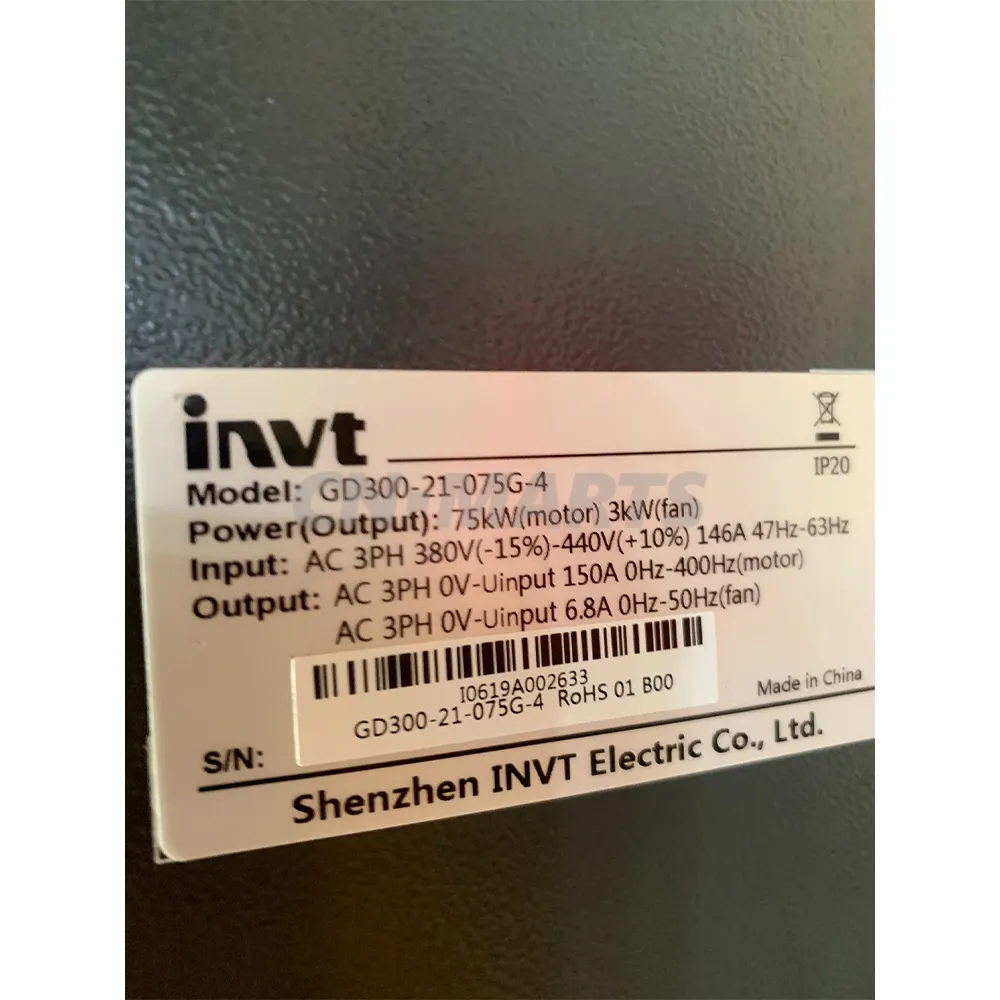 invt
IP20
Model: GD300-21-075G-4
CNIMARTS
Power(Output): 75kW(motor) 3kW(fan)
Input: AC 3PH 380V(-15%)-440V(+10%) 146A 47Hz-63Hz
Output: AC 3PH 0V-Uinput 150A 0Hz-400Hz(motor)
AC 3PH 0V-Uinput 6.8A 0Hz-50Hz(fan)
I0619A002633
GD300-21-075G-4 RoHS 01 B00
S/N:
Made in China
Shenzhen INVT Electric Co., Ltd.